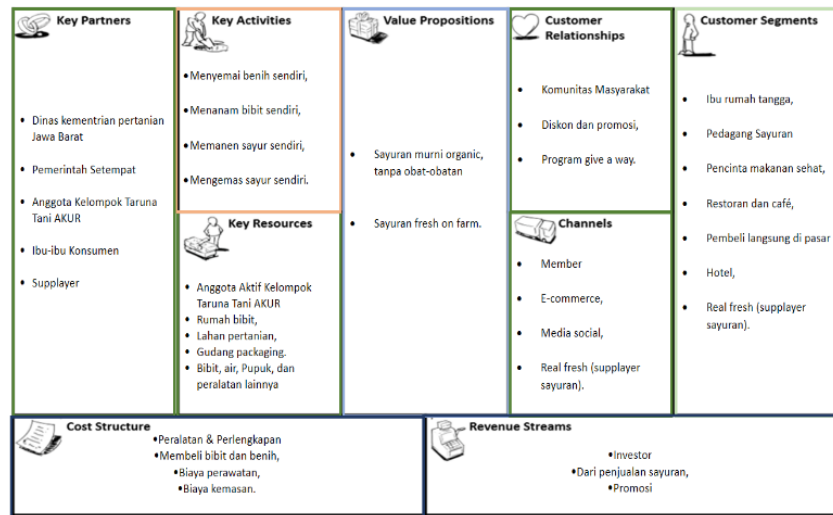 Key Partners
• Dinas kementrian pertanian
Jawa Barat
• Pemerintah Setempat
• Anggota Kelompok Taruna
Tani AKUR
• Ibu-ibu Konsumen
• Supplayer
Key Activities
•Menyemai benih sendiri,
•Menanam bibit sendiri,
•Memanen sayur sendiri,
•Mengemas sayur sendiri.
Key Resources
• Anggota Aktif Kelompok
Taruna Tani AKUR
• Rumah bibit,
• Lahan pertanian,
• Gudang packaging.
• Bibit, air, Pupuk, dan
peralatan lainnya
Value Propositions
• Sayuran murni organic,
tanpa obat-obatan
• Sayuran fresh on farm.
Customer
Relationships
• Komunitas Masyarakat
• Diskon dan promosi,
• Program give a way.
Channels
• Member
• E-commerce,
• Media social,
• Real fresh (supplayer
sayuran).
Customer Segments
• Ibu rumah tangga,
• Pedagang Sayuran
• Pencinta makanan sehat,
• Restoran dan café,
• Pembeli langsung di pasar
• Hotel,
• Real fresh (supplayer
sayuran).
Cost Structure
•Peralatan & Perlengkapan
•Membeli bibit dan benih,
•Biaya perawatan,
•Biaya kemasan.
Revenue Streams
•Investor
•Dari penjualan sayuran,
•Promosi